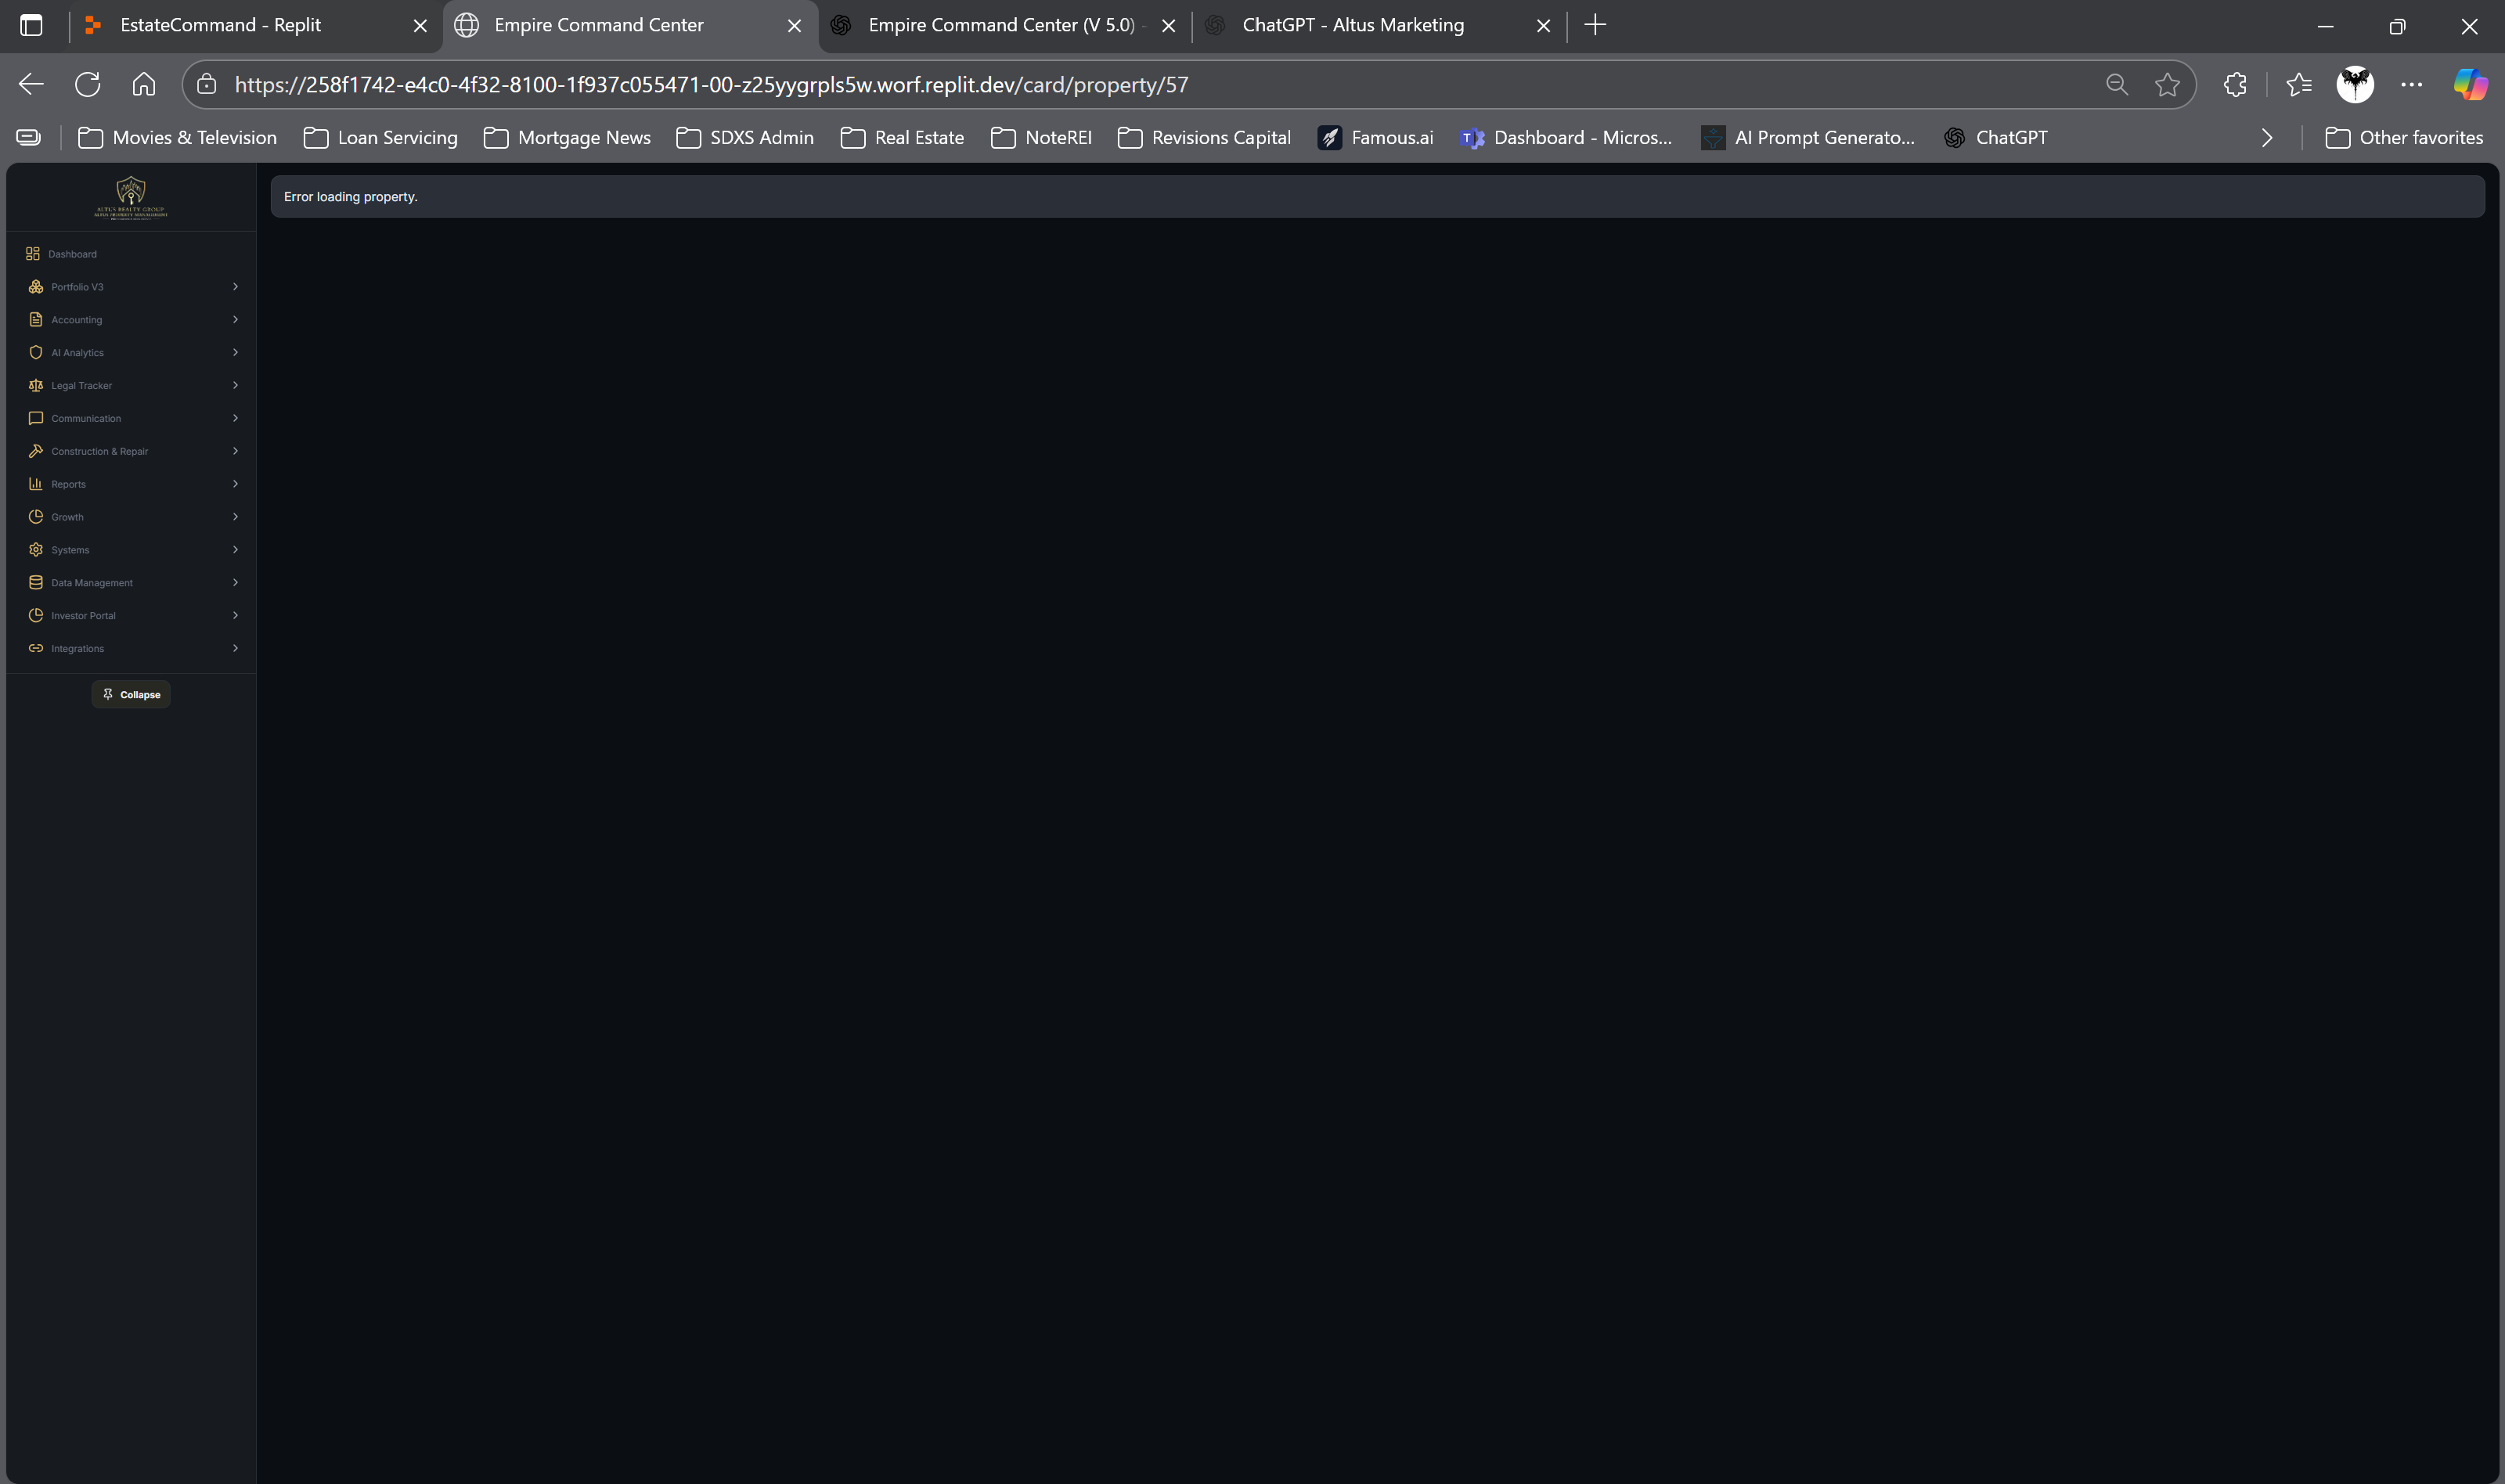 EstateCommand - Replit
Empire Command Center
Empire Command Center (V 5.0) -
ChatGPT - Altus Marketing
https://258f1742-e4c0-4f32-8100-1f937c055471-00-z25yygrpls5w.worf.replit.dev/card/property/57
Movies & Television
Loan Servicing
Mortgage News
SDXS Admin
Real Estate
NoteREI
Revisions Capital
Famous.ai
Dashboard - Micros...
AI Prompt Generato...
ChatGPT
Other favorites
ALTUS REALTY GROUP
ALTUS PROPERTY MANAGEMENT
Error loading property.
Dashboard
Portfolio V3
Accounting
AI Analytics
Legal Tracker
Communication
Construction & Repair
Reports
Growth
Systems
Data Management
Investor Portal
Integrations
Collapse